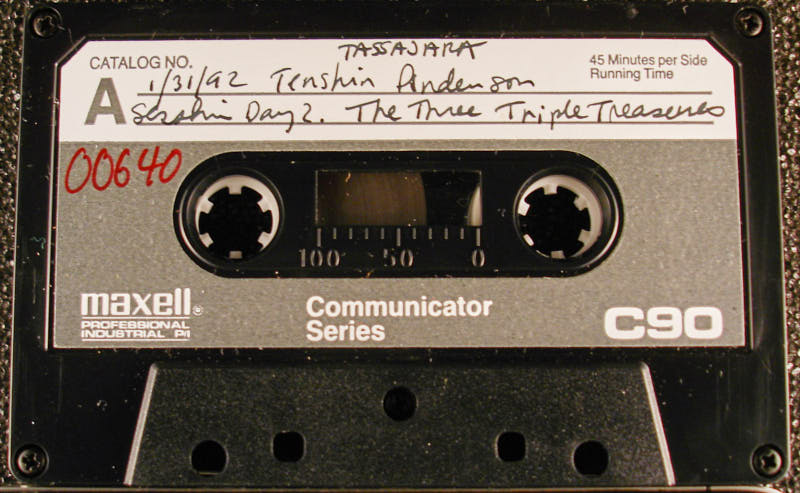 TASSAJARA
CATALOG NO.
45 Minutes per Side
Running Time
1/31/92 Tenshin Anderson
A
Sesshin Day 2. The Three Triple Treasures
00640
100 50 0
maxell®
PROFESSIONAL
INDUSTRIAL P/I
Communicator
Series
C90